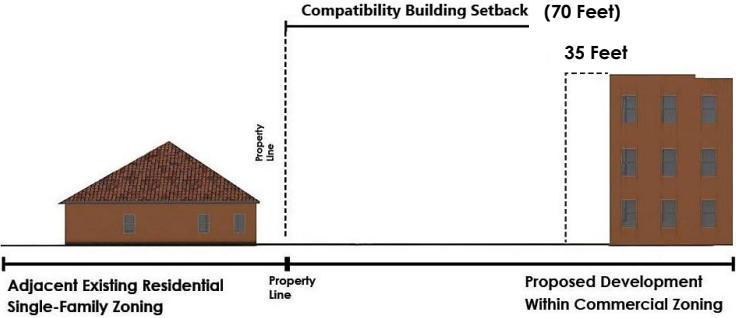 Compatibility Building Setback (70 Feet)
35 Feet
Property
Line
Adjacent Existing Residential
Single-Family Zoning
Property
Line
Proposed Development
Within Commercial Zoning